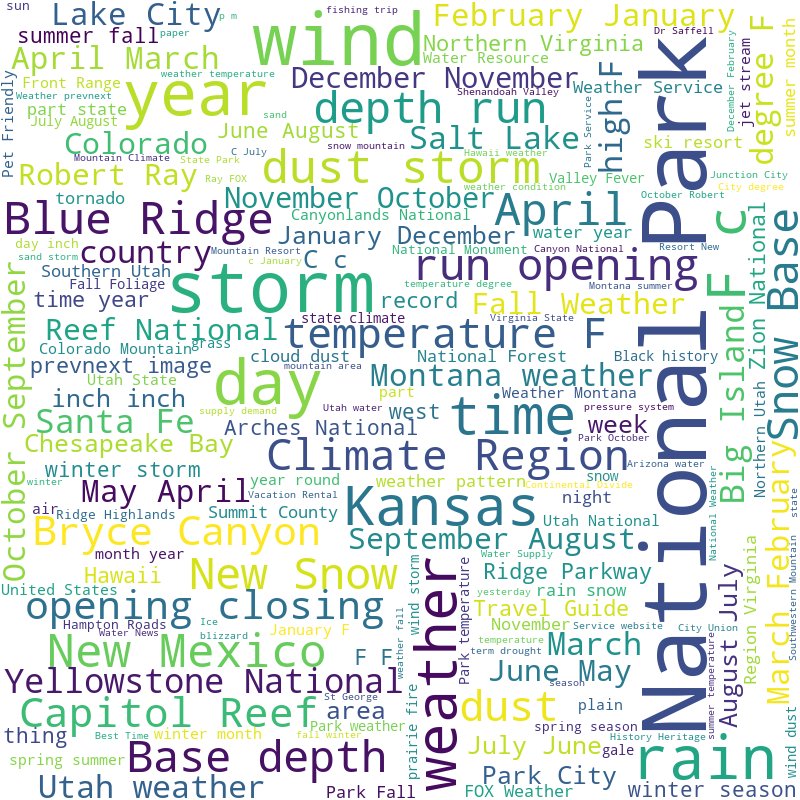 sun
Lake City
p m
fishing trip
February January
Dr Saffell
summer fall
paper
wind
Northern Virginia
April March
weather temperature
Water Resource
December November
Front Range
Weather prevnext
year
Shenandoah Valley
Weather Service
part state
July August
sand
depth run
Pet Friendly
June August
Colorado
Salt Lake
Park Service
high F
National Park
ski resort
jet stream
December February
degree F
summer month
snow mountain
Hawaii weather
Mountain Climate
State Park
Robert Ray
Ray FOX
C July
dust storm
Valley Fever
Junction City
City degree
weather condition
October Robert
tornado
November October
April
Blue Ridge
Canyonlands National
January December
water year
day inch
country
Mountain Resort
National Monument
Canyon National
Resort New
sand storm
c January
C c
run opening
Southern Utah
Fall Foliage
time year
storm
temperature degree
Montana summer
record
Fall Weather
state climate
Virginia State
Reef National
grass
temperature F
Big Island
F c
Zion National
Snow Base
Colorado Mountain
cloud dust
National Forest
Black history
prevnext image
mountain area
Utah State
day
Montana weather
Northern Utah
October September
inch inch
part
Weather Montana
supply demand
Utah water
west
time
pressure system
Santa Fe
Arches National
week
Park October
Chesapeake Bay
Climate Region
winter storm
Arizona water
year round
weather pattern
snow
winter
May April
Vacation Rental
Continental Divide
Kansas
night
air
Ridge Highlands
Summit County
Utah National
National Weather
March February
state
Bryce Canyon
September August
month year
Water Supply
Hawaii
New Snow
wind storm
Ridge Parkway
United States
yesterday
rain snow
opening closing
Travel Guide
Hampton Roads
Ice
Water News
blizzard
January F
weather fall
weather
Park temperature
November
Service website
City Union
temperature
term drought
New Mexico
F F
March
August July
Region Virginia
Southwestern Mountain
June May
Yellowstone National
season
St George
summer temperature
Capitol Reef
area
dust
plain
Park weather
spring season
History Heritage
thing
Best Time
winter month
fall winter
prairie fire
July June
gale
rain
wind dust
spring summer
Base depth
Park City
Utah weather
Park Fall
FOX Weather
winter season